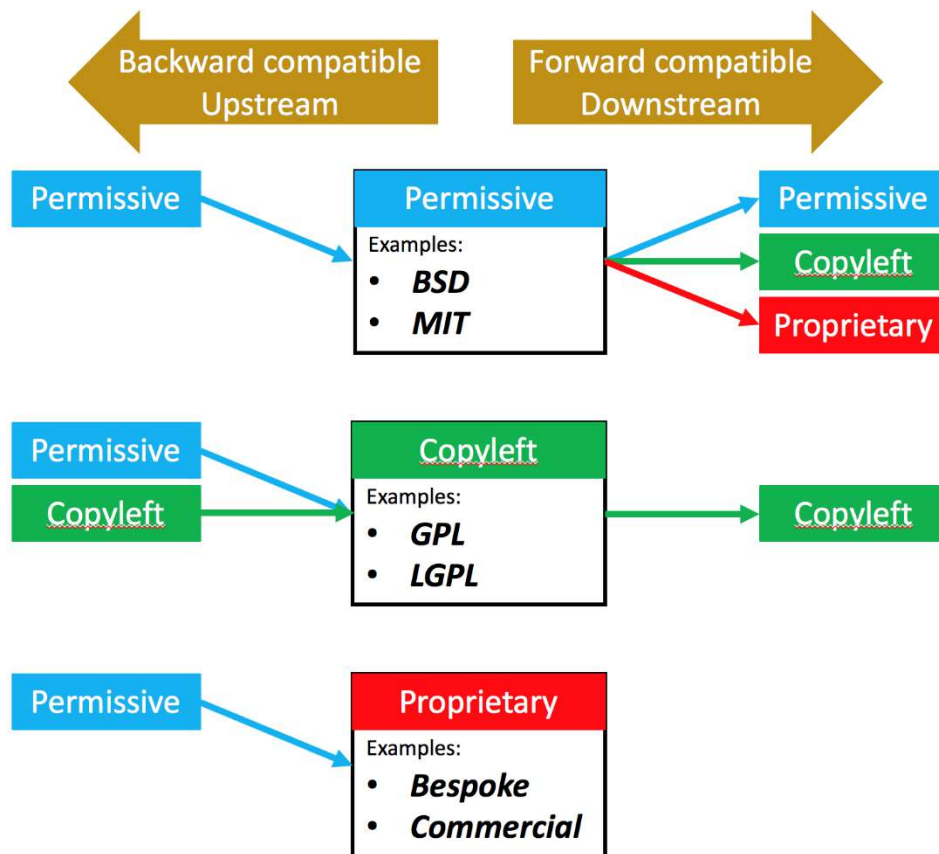 Backward compatible
Upstream
Forward compatible
Downstream
Permissive
Permissive
Examples:
• BSD
• MIT
Permissive
Copyleft
Proprietary
Permissive
Copyleft
Copyleft
Examples:
• GPL
• LGPL
Copyleft
Permissive
Proprietary
Examples:
• Bespoke
• Commercial